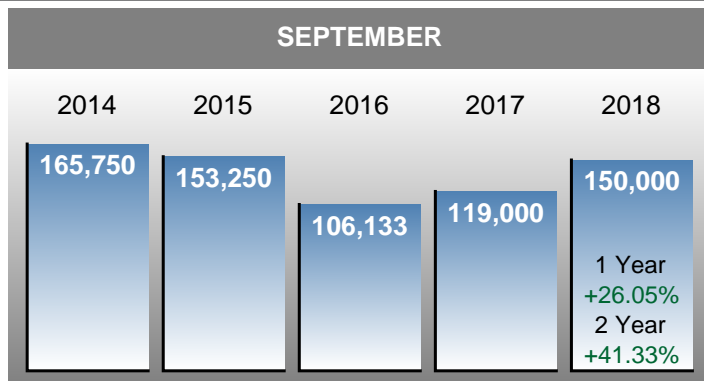 SEPTEMBER
2014 2015 2016 2017 2018
165,750 153,250 106,133 119,000 150,000
1 Year
+26.05%
2 Year
+41.33%